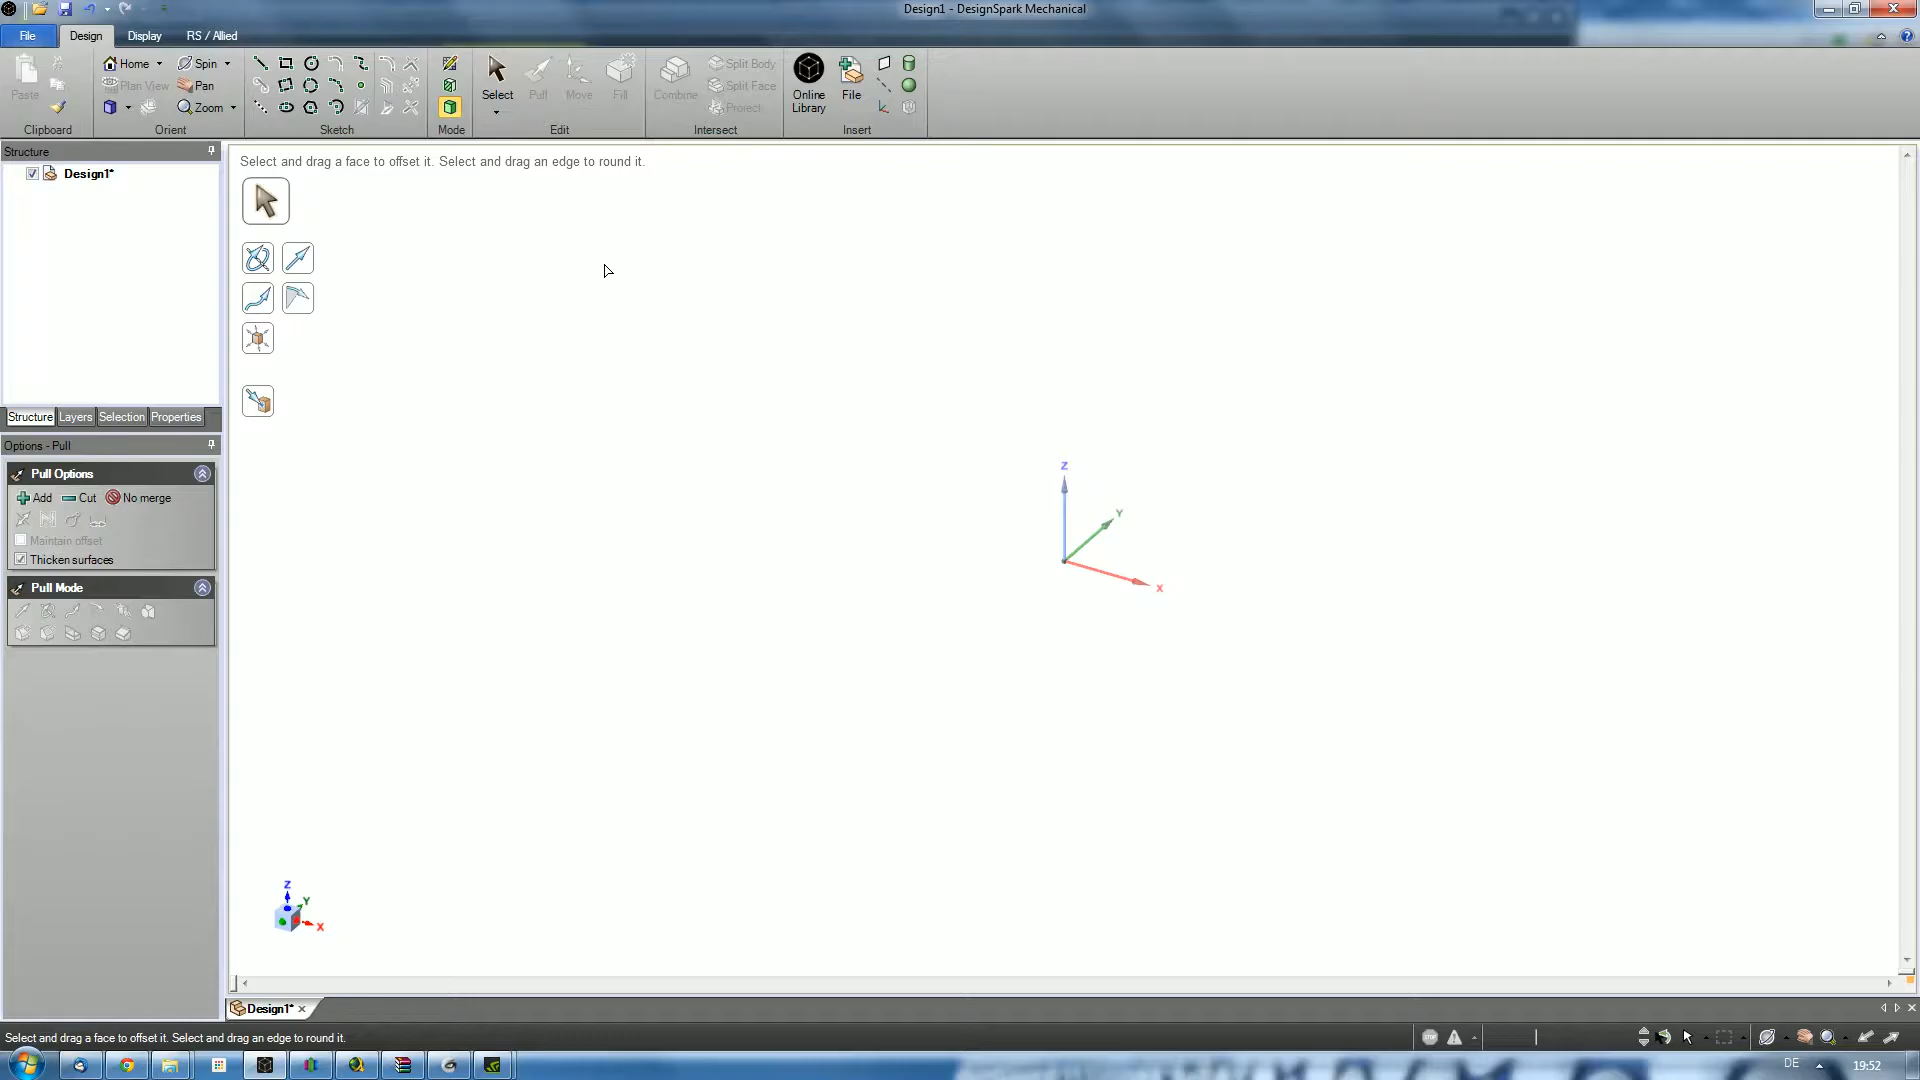 Design1 - DesignSpark Mechanical
File Design Display RS / Allied
Paste
Clipboard
Home Spin
Plan View Pan
Zoom
Orient
Sketch
Mode
Select Pull Move Fill
Edit
Combine Split Body
Split Face
Project
Intersect
Online Library File
Insert
Structure
Design1*
Structure Layers Selection Properties
Options - Pull
Pull Options
Add Cut No merge
Maintain offset
Thicken surfaces
Pull Mode
Select and drag a face to offset it. Select and drag an edge to round it.
Z
Y
X
Z
Y
X
Design1*
Select and drag a face to offset it. Select and drag an edge to round it.
DE 19:52